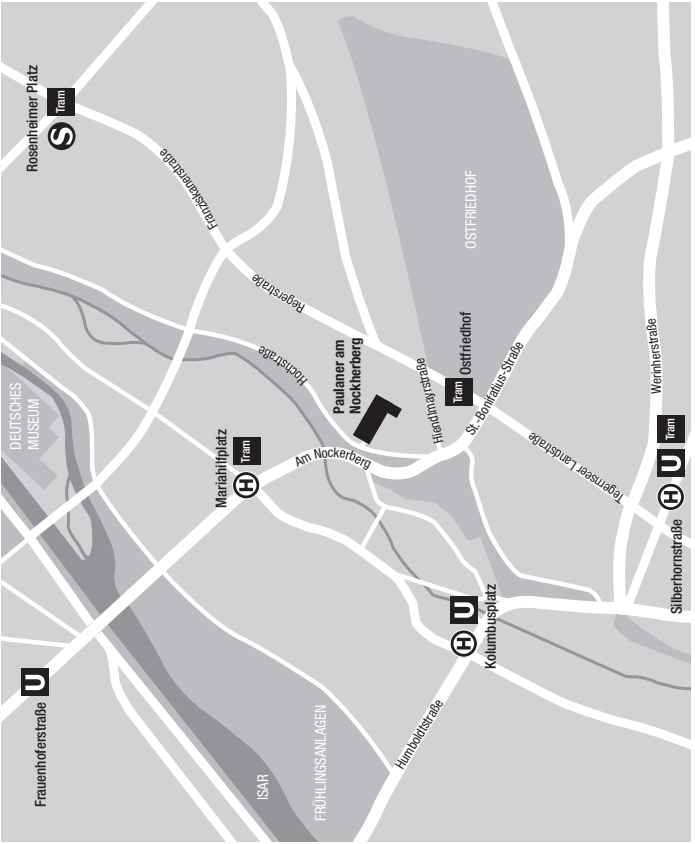 Rosenheimer Platz
S
Tram
Franziskanerstraße
DEUTSCHES
MUSEUM
Hochstraße
Regerstraße
OSTFRIEDHOF
Paulaner am
Nockherberg
Hiendlmayrstraße
Tram
Ostfriedhof
St.-Bonifatius-Straße
Werinherstraße
Mariahilfplatz
H
Tram
Am Nockerberg
Tegernseer Landstraße
Silberhornstraße
H
U
Tram
Kolumbusplatz
H
U
Frauenhoferstraße
U
Humboldtstraße
ISAR
FRÜHLINGSANLAGEN